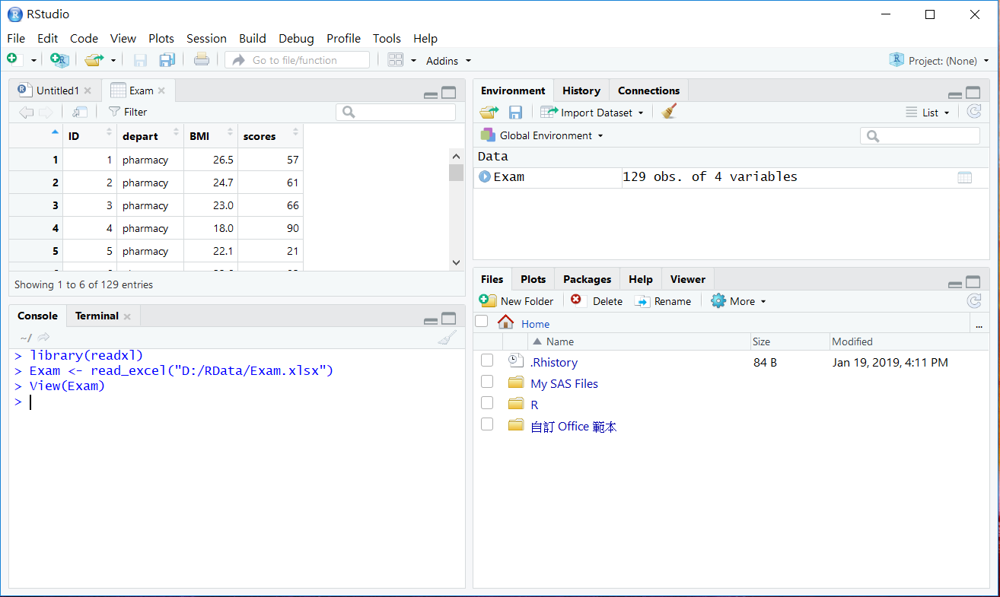 RStudio
File Edit Code View Plots Session Build Debug Profile Tools Help
Go to file/function Addins Project: (None)
Untitled1 Exam
Filter
ID depart BMI scores
1 1 pharmacy 26.5 57
2 2 pharmacy 24.7 61
3 3 pharmacy 23.0 66
4 4 pharmacy 18.0 90
5 5 pharmacy 22.1 21
Showing 1 to 6 of 129 entries
Console Terminal
~/
> library(readxl)
> Exam <- read_excel("D:/RData/Exam.xlsx")
> View(Exam)
>
Environment History Connections
Import Dataset List
Global Environment
Data
Exam 129 obs. of 4 variables
Files Plots Packages Help Viewer
New Folder Delete Rename More
Home ...
Name Size Modified
.Rhistory 84 B Jan 19, 2019, 4:11 PM
My SAS Files
R
自訂 Office 範本